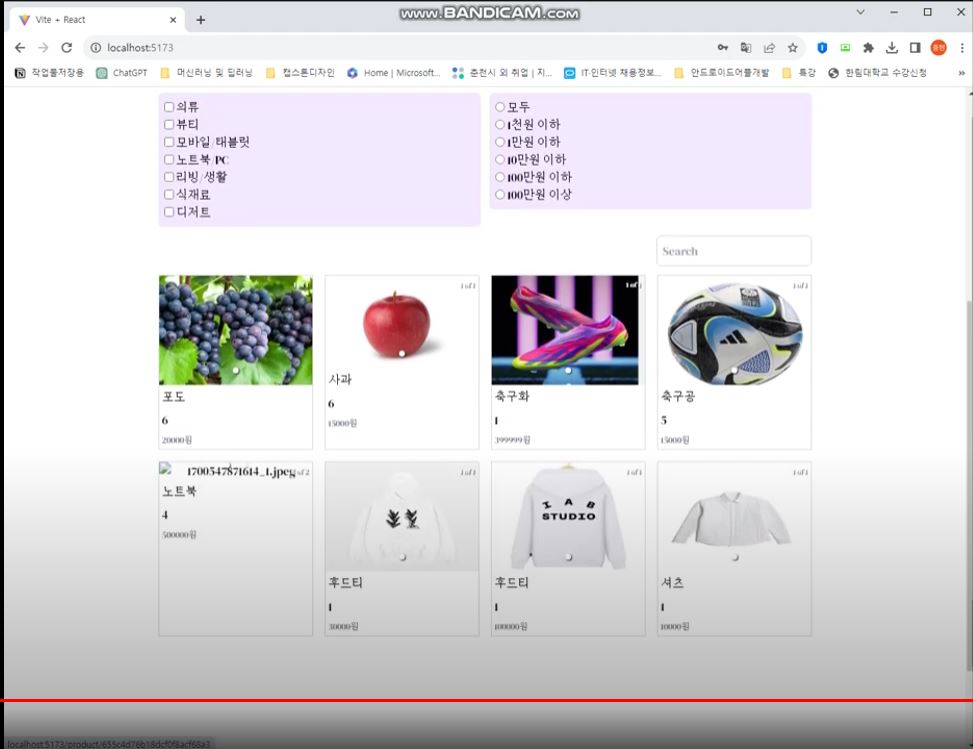 Vite + React
www.BANDICAM.com
localhost:5173
작업물저장용 ChatGPT 머신러닝 및 딥러닝 캡스톤디자인 Home | Microsoft... 춘천시 외 취업 | 지... IT·인터넷 채용정보... 안드로이드어플개발 특강 한림대학교 수강신청
의류
뷰티
모바일/태블릿
노트북/PC
리빙/생활
식재료
디저트
모두
1천원 이하
1만원 이하
10만원 이하
100만원 이하
100만원 이상
Search
1 of 1
포도
6
20000원
1 of 1
사과
6
15000원
1 of 1
축구화
1
399999원
1 of 1
축구공
5
15000원
1700547871614_1.jpeg
of 2
노트북
4
500000원
1 of 1
후드티
1
30000원
1 of 1
IAB
STUDIO
후드티
1
100000원
1 of 1
셔츠
1
10000원
localhost:5173/product/655c4d76b18dcf0f8acf68a3